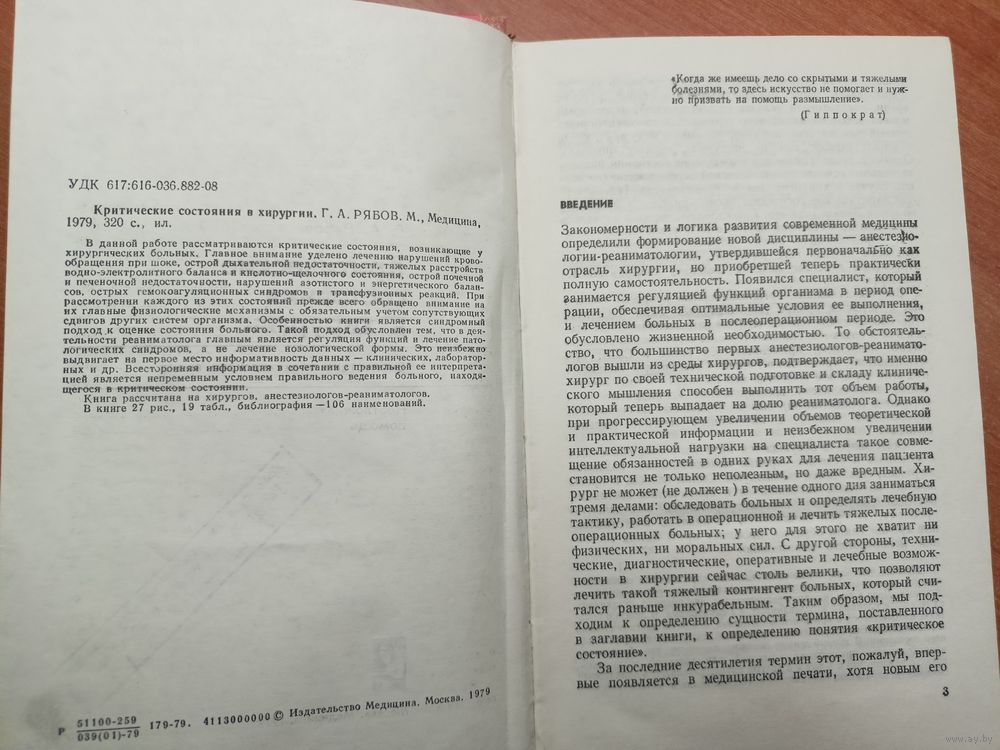 УДК 617:616-036.882-08
Критические состояния в хирургии. Г. А. РЯБОВ. М., Медицина,
1979, 320 с., ил.
В данной работе рассматриваются критические состояния, возникающие у
хирургических больных. Главное внимание уделено лечению нарушений крово-
обращения при шоке, острой дыхательной недостаточности, тяжелых расстройств
водно-электролитного баланса и кислотно-щелочного состояния, острой почечной
и печеночной недостаточности, нарушений азотистого и энергетического балан-
сов, острых гемокоагуляционных синдромов и трансфузионных реакций. При
рассмотрении каждого из этих состояний прежде всего обращено внимание на
их главные физиологические механизмы с обязательным учетом сопутствующих
сдвигов других систем организма. Особенностью книги является синдромный
подход к оценке состояния больного. Такой подход обусловлен тем, что в дея-
тельности реаниматолога главным является регуляция функций и лечение пато-
логических синдромов, а не лечение нозологической формы. Это неизбежно
выдвигает на первое место информативность данных — клинических, лаборатор-
ных и др. Всесторонняя информация в сочетании с правильной ее интерпрета-
цией является непременным условием правильного ведения больного, находя-
щегося в критическом состоянии.
Книга рассчитана на хирургов, анестезиологов-реаниматологов.
В книге 27 рис., 19 табл., библиография — 106 наименований.
Р 51100-259
039(01)-79 179-79. 4113000000 © Издательство Медицина. Москва. 1979
«Когда же имеешь дело со скрытыми и тяжелыми
болезнями, то здесь искусство не помогает и нуж-
но призвать на помощь размышление».
(Гиппократ)
ВВЕДЕНИЕ
Закономерности и логика развития современной медицины
определили формирование новой дисциплины — анестезио-
логии-реаниматологии, утвердившейся первоначально как
отрасль хирургии, но приобретшей теперь практически
полную самостоятельность. Появился специалист, который
занимается регуляцией функций организма в период опе-
рации, обеспечивая оптимальные условия ее выполнения,
и лечением больных в послеоперационном периоде. Это
обусловлено жизненной необходимостью. То обстоятель-
ство, что большинство первых анестезиологов-реанимато-
логов вышли из среды хирургов, подтверждает, что именно
хирург по своей технической подготовке и складу клиниче-
ского мышления способен выполнить тот объем работы,
который теперь выпадает на долю реаниматолога. Однако
при прогрессирующем увеличении объемов теоретической
и практической информации и неизбежном увеличении
интеллектуальной нагрузки на специалиста такое совме-
щение обязанностей в одних руках для лечения пациента
становится не только неполезным, но даже вредным. Хи-
рург не может (не должен ) в течение одного дня заниматься
тремя делами: обследовать больных и определять лечебную
тактику, работать в операционной и лечить тяжелых после-
операционных больных; у него для этого не хватит ни
физических, ни моральных сил. С другой стороны, техни-
ческие, диагностические, оперативные и лечебные возмож-
ности в хирургии сейчас столь велики, что позволяют
лечить такой тяжелый контингент больных, который счи-
тался раньше инкурабельным. Таким образом, мы под-
ходим к определению сущности термина, поставленного
в заглавии книги, к определению понятия «критическое
состояние».
За последние десятилетия термин этот, пожалуй, впер-
вые появляется в медицинской печати, хотя новым его
3
www.ay.by